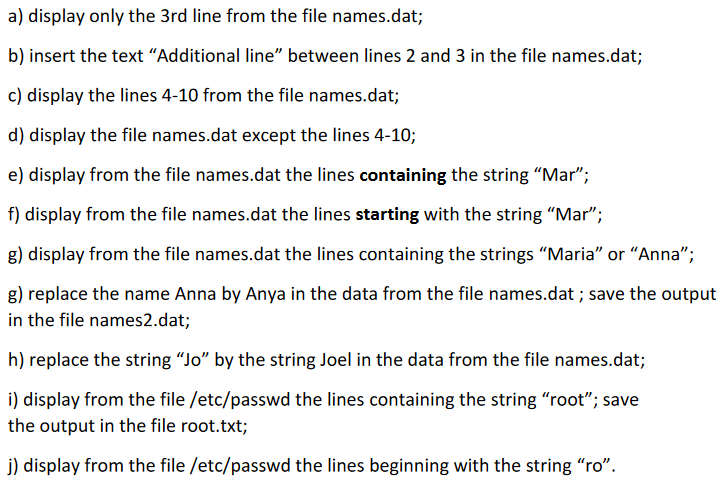 a) display only the 3rd line from the file names.dat;
b) insert the text “Additional line” between lines 2 and 3 in the file names.dat;
c) display the lines 4-10 from the file names.dat;
d) display the file names.dat except the lines 4-10;
e) display from the file names.dat the lines containing the string “Mar”;
f) display from the file names.dat the lines starting with the string “Mar”;
g) display from the file names.dat the lines containing the strings “Maria” or “Anna”;
g) replace the name Anna by Anya in the data from the file names.dat ; save the output
in the file names2.dat;
h) replace the string “Jo” by the string Joel in the data from the file names.dat;
i) display from the file /etc/passwd the lines containing the string “root”; save
the output in the file root.txt;
j) display from the file /etc/passwd the lines beginning with the string “ro”.